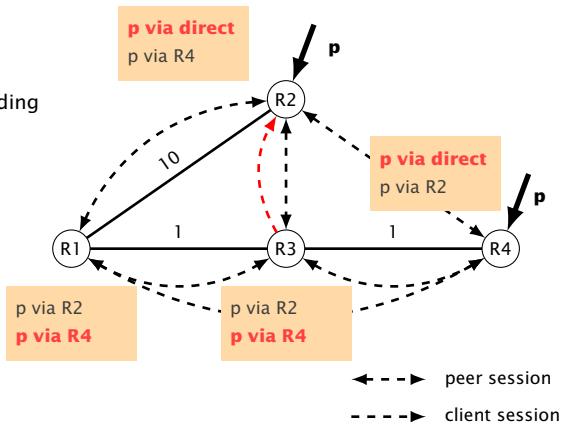 p via direct
p via R4
p
ding
R2
10
p via direct
p via R2
p
1
1
R1
R3
R4
p via R2
p via R4
p via R2
p via R4
peer session
client session